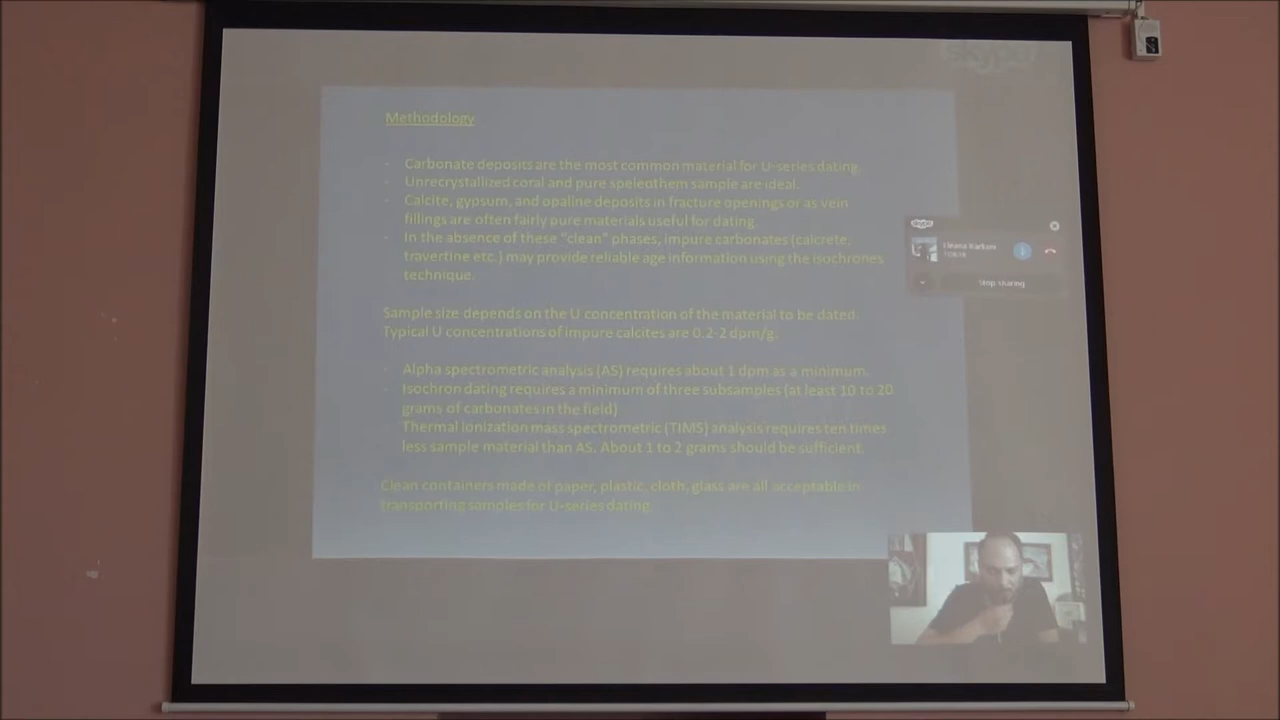 skype
Methodology
- Carbonate deposits are the most common material for U-series dating.
- Unrecrystallized coral and pure speleothem sample are ideal.
- Calcite, gypsum, and opaline deposits in fracture openings or as vein
fillings are often fairly pure materials useful for dating.
- In the absence of these "clean" phases, impure carbonates (calcrete,
travertine etc.) may provide reliable age information using the isochrones
technique.
Stop sharing
Sample size depends on the U concentration of the material to be dated.
Typical U concentrations of impure calcites are 0.2-2 dpm/g.
- Alpha spectrometric analysis (AS) requires about 1 dpm as a minimum.
- Isochron dating requires a minimum of three subsamples (at least 10 to 20
grams of carbonates in the field)
Thermal Ionization mass spectrometric (TIMS) analysis requires ten times
less sample material than AS. About 1 to 2 grams should be sufficient.
Clean containers made of paper, plastic, cloth, glass are all acceptable in
transporting samples for U-series dating.